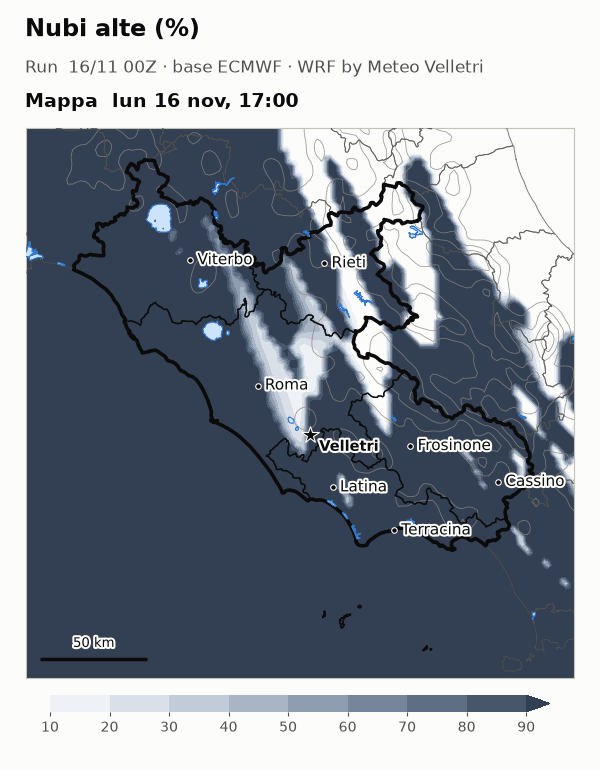 Nubi alte (%)
Run 16/11 00Z · base ECMWF · WRF by Meteo Velletri
Mappa lun 16 nov, 17:00
Viterbo
Rieti
Roma
Velletri
Frosinone
Latina
Cassino
Terracina
50 km
10 20 30 40 50 60 70 80 90